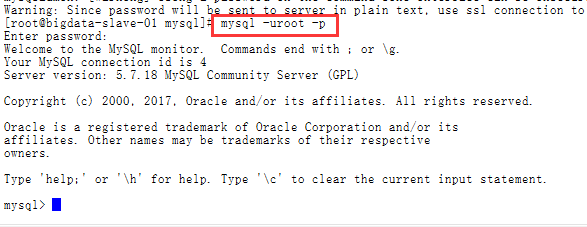 Warning: Since password will be sent to server in plain text, use ssl connection to
[root@bigdata-slave-01 mysql]# mysql -uroot -p
Enter password:
Welcome to the MySQL monitor.  Commands end with ; or \g.
Your MySQL connection id is 4
Server version: 5.7.18 MySQL Community Server (GPL)
Copyright (c) 2000, 2017, Oracle and/or its affiliates. All rights reserved.
Oracle is a registered trademark of Oracle Corporation and/or its
affiliates. Other names may be trademarks of their respective
owners.
Type 'help;' or '\h' for help. Type '\c' to clear the current input statement.
mysql>